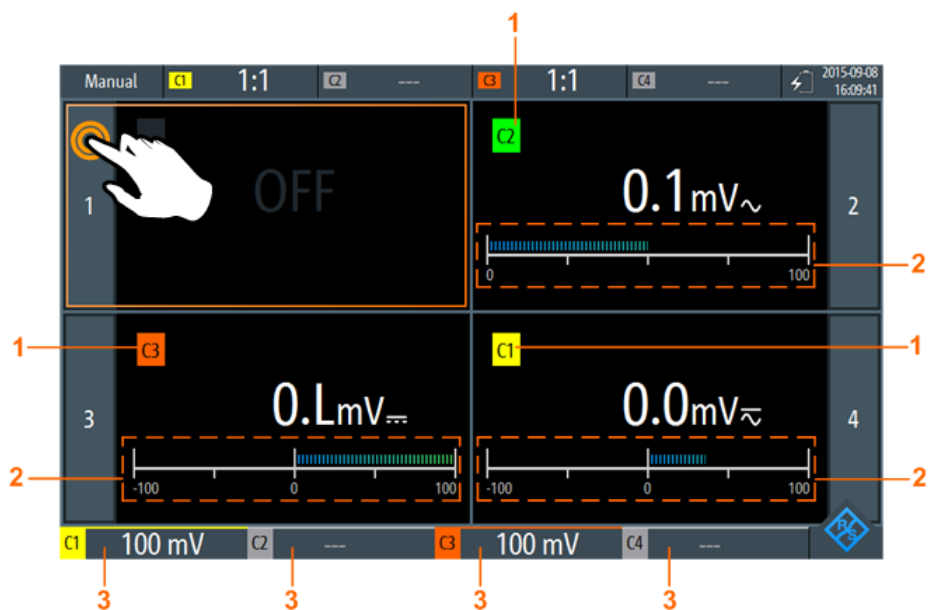 1
Manual C1 1:1 C2 --- C3 1:1 C4 --- 2015-09-08
16:09:41
OFF
1
C2
0.1mV~
2
0 100
2
1
C3
0.LmV⎓
3
-100 0 100
2
C1
1
0.0mV⏦
4
-100 0 100
2
C1 100 mV C2 --- C3 100 mV C4 ---
R&S
3 3 3 3